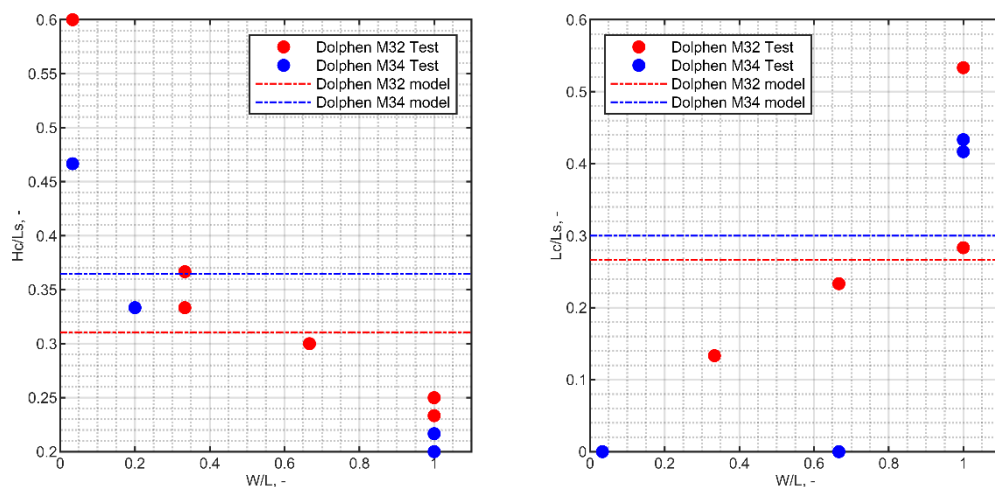 0.6
0.55
0.5
0.45
0.4
0.35
0.3
0.25
0.2
Hc/Ls, -
Dolphen M32 Test
Dolphen M34 Test
Dolphen M32 model
Dolphen M34 model
0
0.2
0.4
0.6
0.8
1
W/L, -
0.6
0.5
0.4
0.3
0.2
0.1
0
Lc/Ls, -
Dolphen M32 Test
Dolphen M34 Test
Dolphen M32 model
Dolphen M34 model
0
0.2
0.4
0.6
0.8
1
W/L, -